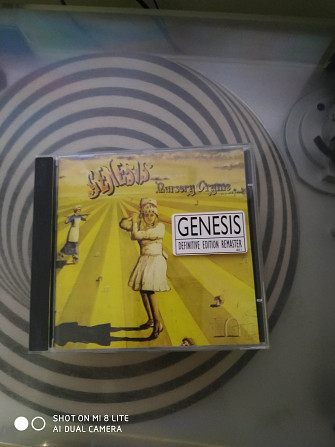 GENESIS
Nursery Cryme
GENESIS
DEFINITIVE EDITION REMASTER
SHOT ON MI 8 LITE
AI DUAL CAMERA